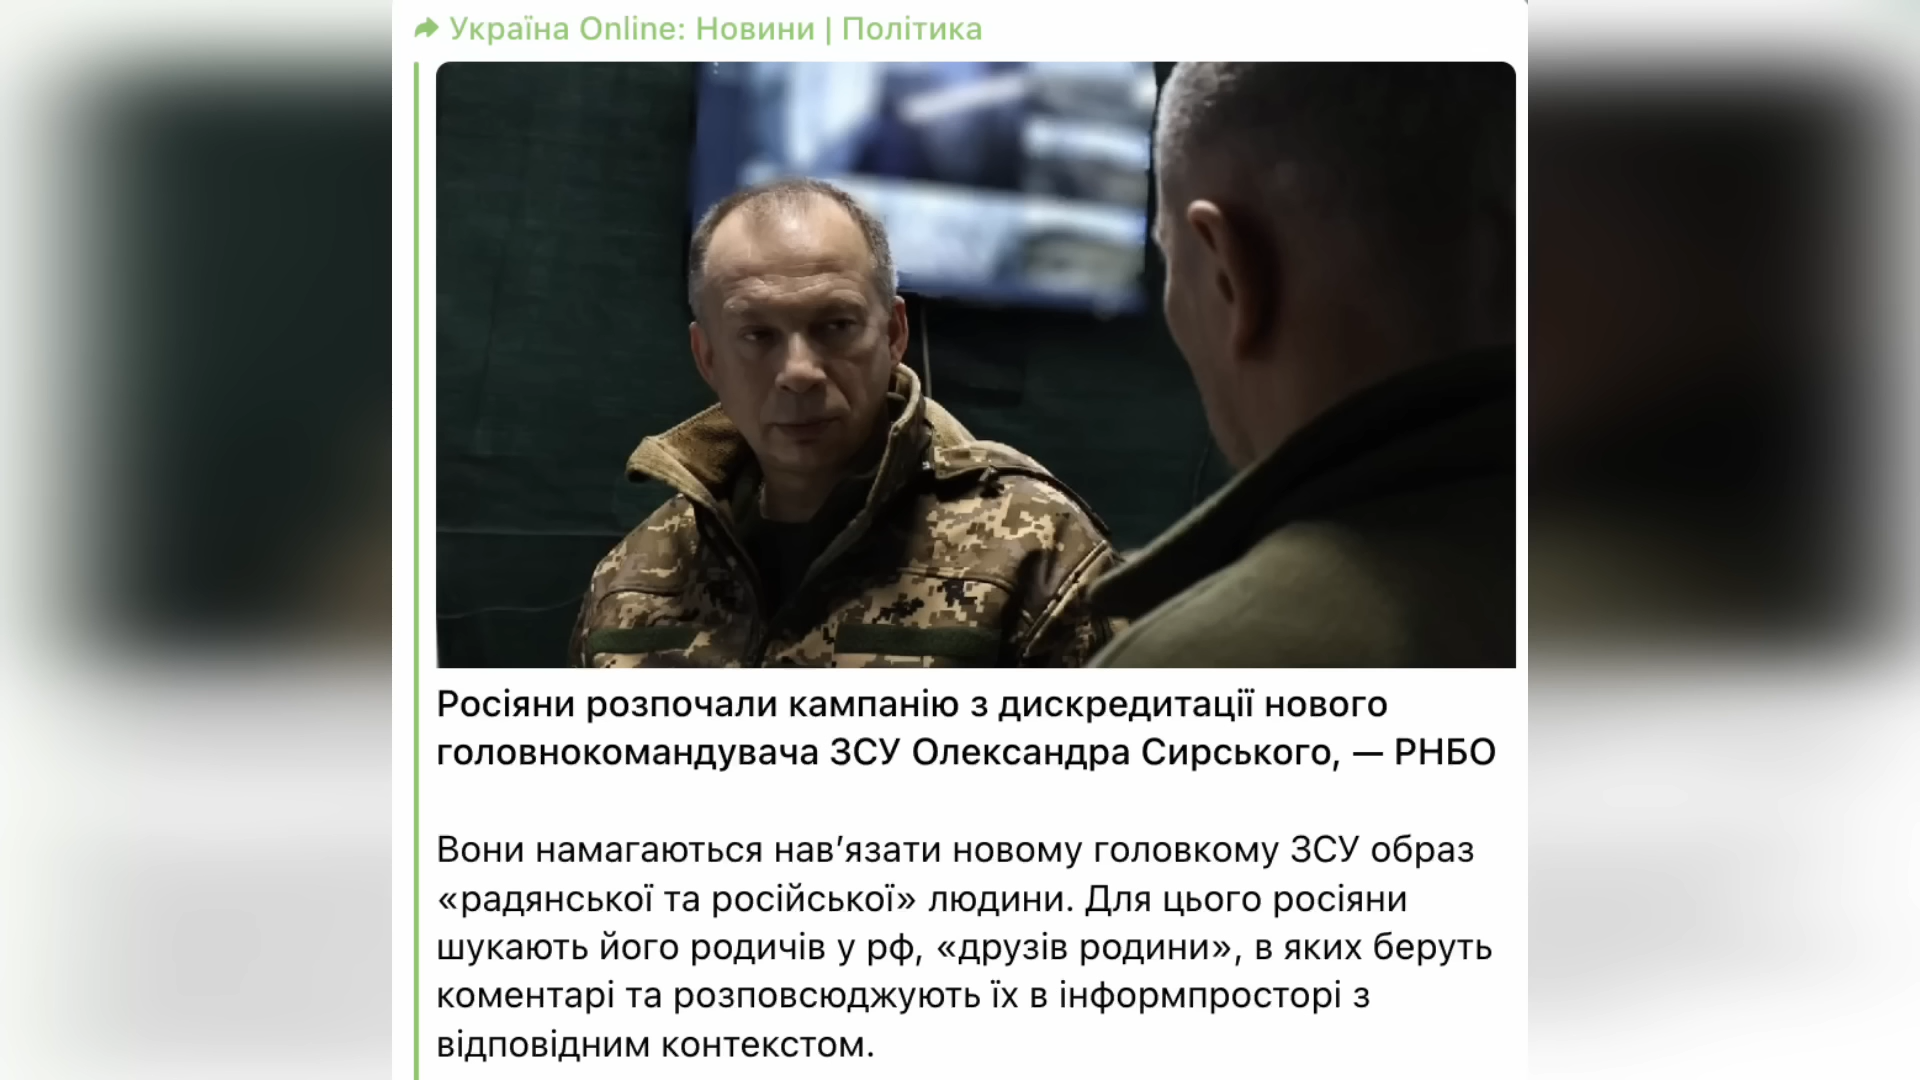 Україна Online: Новини | Політика
Росіяни розпочали кампанію з дискредитації нового
головнокомандувача ЗСУ Олександра Сирського, — РНБО
Вони намагаються нав’язати новому головкому ЗСУ образ
«радянської та російської» людини. Для цього росіяни
шукають його родичів у рф, «друзів родини», в яких беруть
коментарі та розповсюджують їх в інформпросторі з
відповідним контекстом.